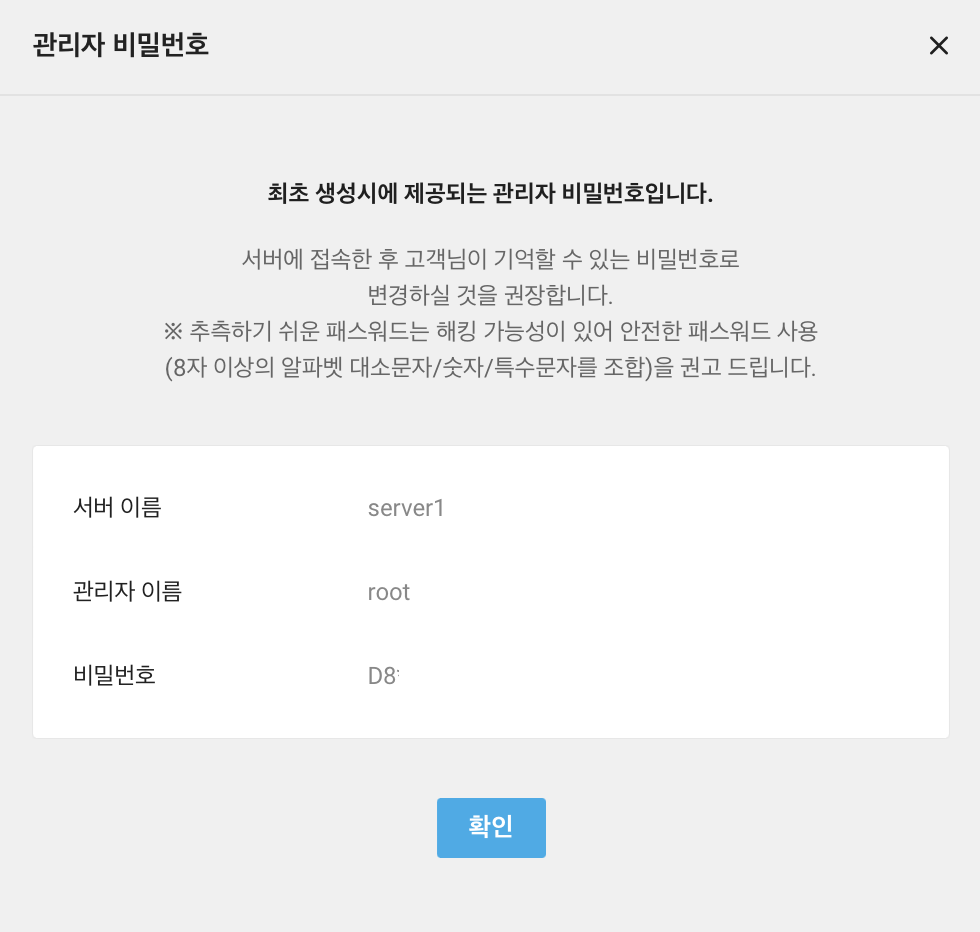 관리자 비밀번호
최초 생성시에 제공되는 관리자 비밀번호입니다.
서버에 접속한 후 고객님이 기억할 수 있는 비밀번호로
변경하실 것을 권장합니다.
※ 추측하기 쉬운 패스워드는 해킹 가능성이 있어 안전한 패스워드 사용
(8자 이상의 알파벳 대소문자/숫자/특수문자를 조합)을 권고 드립니다.
서버 이름 server1
관리자 이름 root
비밀번호 D8
확인